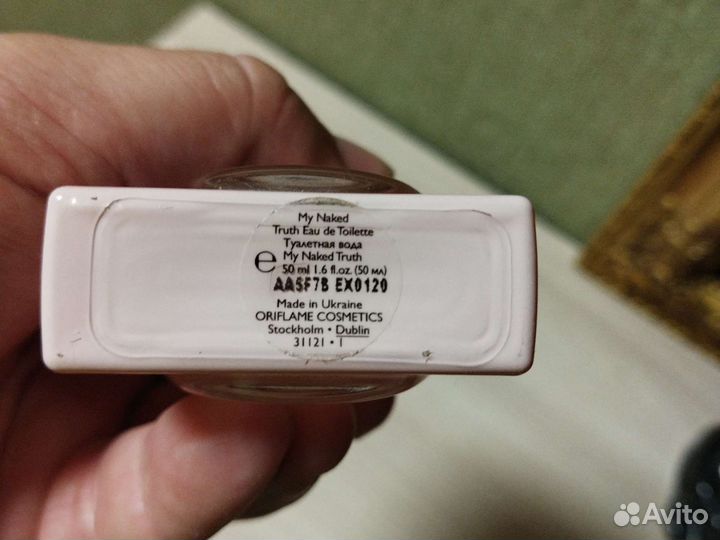 My Naked
Truth Eau de Toilette
Туалетная вода
My Naked Truth
e 50 ml 1.6 fl.oz. (50 мл)
AA5F7B EX0120
Made in Ukraine
ORIFLAME COSMETICS
Stockholm • Dublin
31121 • 1
Avito